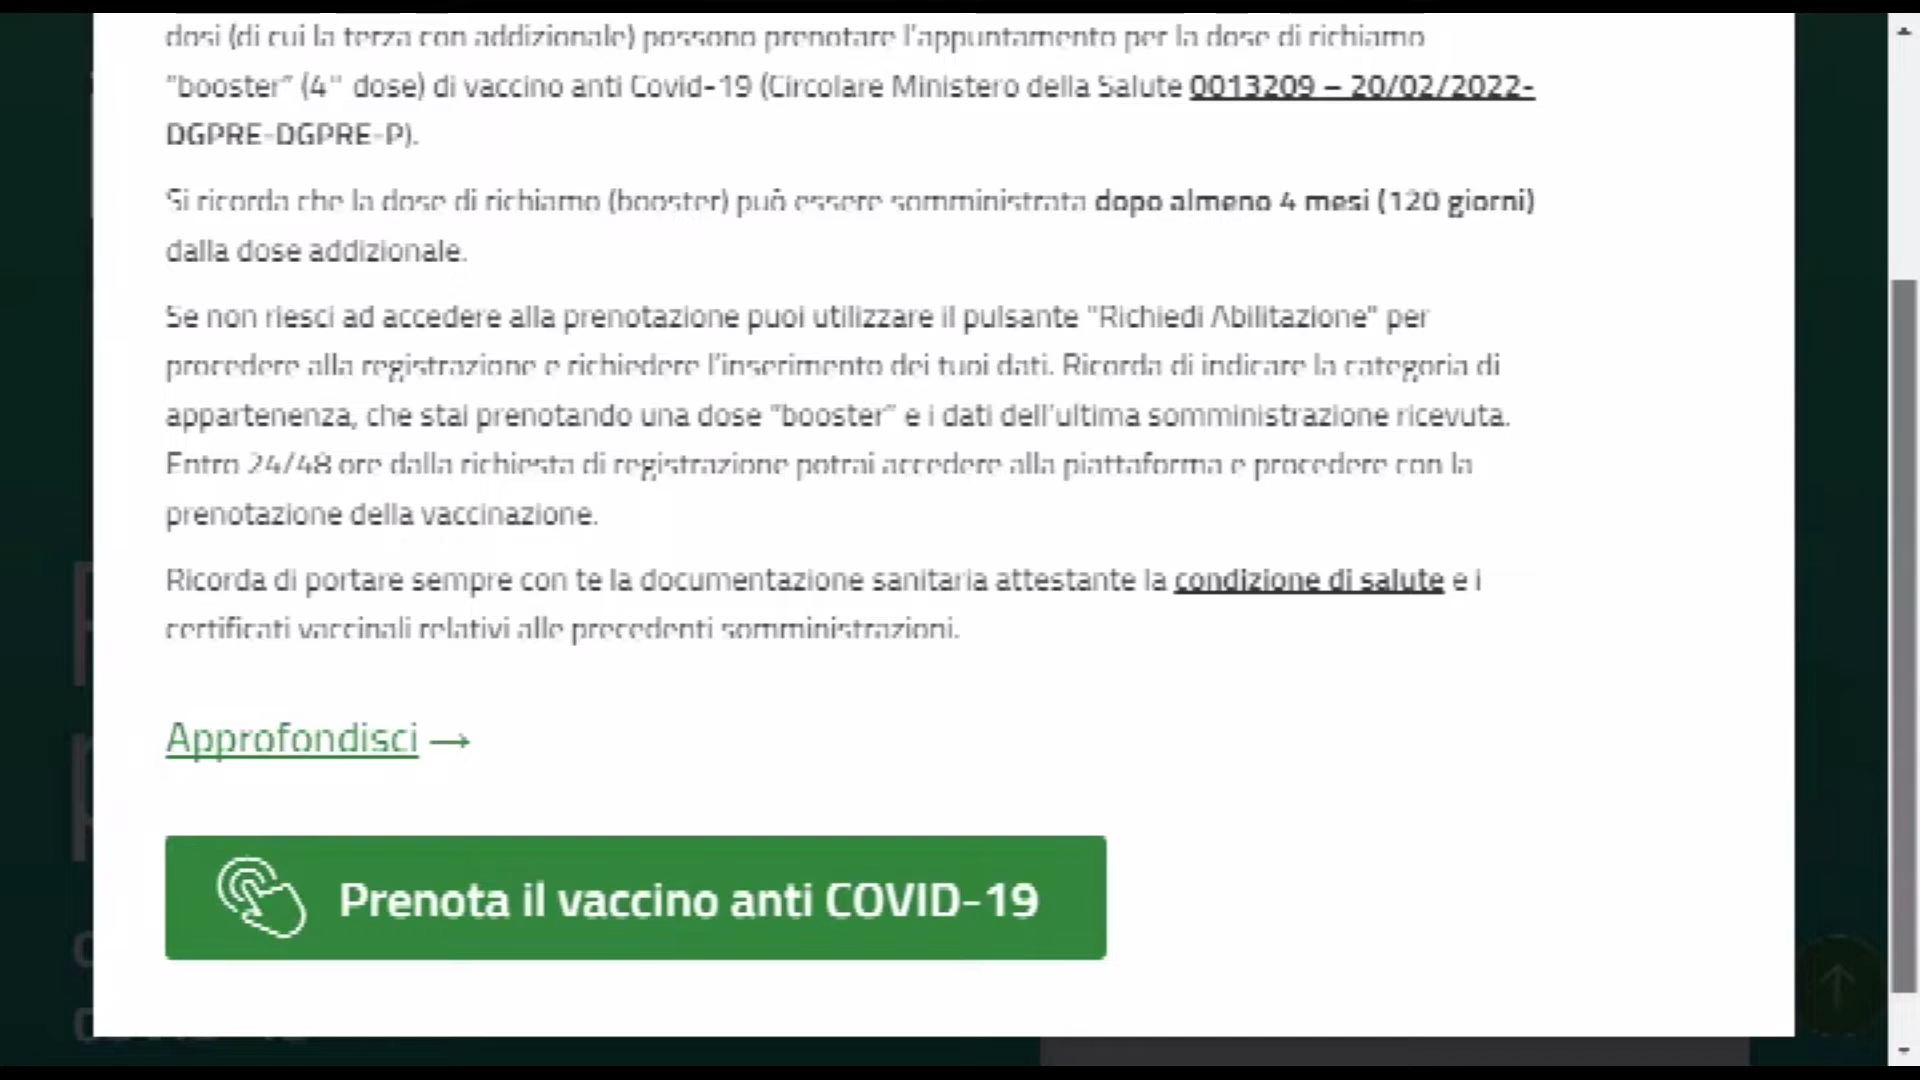 dosi (di cui la terza con addizionale) possono prenotare l'appuntamento per la dose di richiamo
"booster" (4" dose) di vaccino anti Covid-19 (Circolare Ministero della Salute 0013209 – 20/02/2022-
DGPRE-DGPRE-P).
Si ricorda che la dose di richiamo (booster) può essere somministrata dopo almeno 4 mesi (120 giorni)
dalla dose addizionale.
Se non riesci ad accedere alla prenotazione puoi utilizzare il pulsante "Richiedi Abilitazione" per
procedere alla registrazione e richiedere l'inserimento dei tuoi dati. Ricorda di indicare la categoria di
appartenenza, che stai prenotando una dose "booster" e i dati dell'ultima somministrazione ricevuta.
Entro 24/48 ore dalla richiesta di registrazione potrai accedere alla piattaforma e procedere con la
prenotazione della vaccinazione.
Ricorda di portare sempre con te la documentazione sanitaria attestante la condizione di salute e i
certificati vaccinali relativi alle precedenti somministrazioni.
Approfondisci →
Prenota il vaccino anti COVID-19